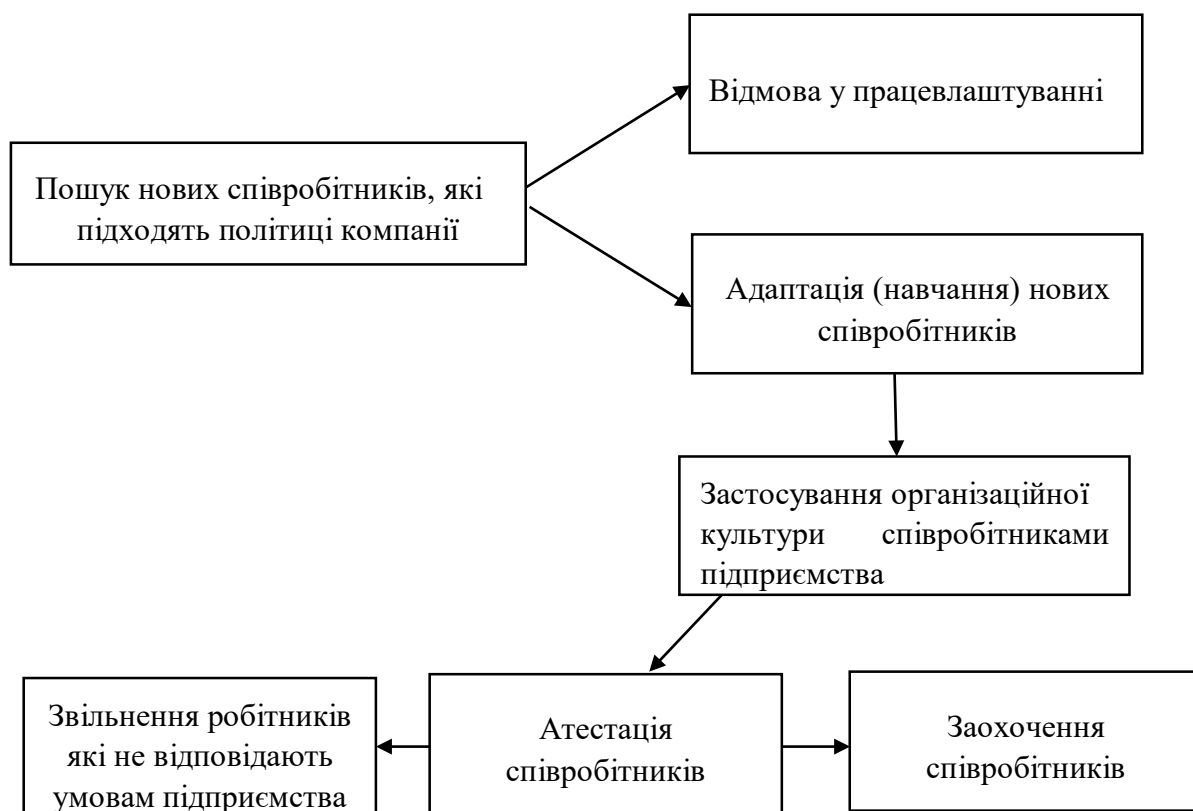 Відмова у працевлаштуванні
Пошук нових співробітників, які
підходять політиці компанії
Адаптація (навчання) нових
співробітників
Застосування організаційної
культури співробітниками
підприємства
Звільнення робітників
які не відповідають
умовам підприємства
Атестація
співробітників
Заохочення
співробітників